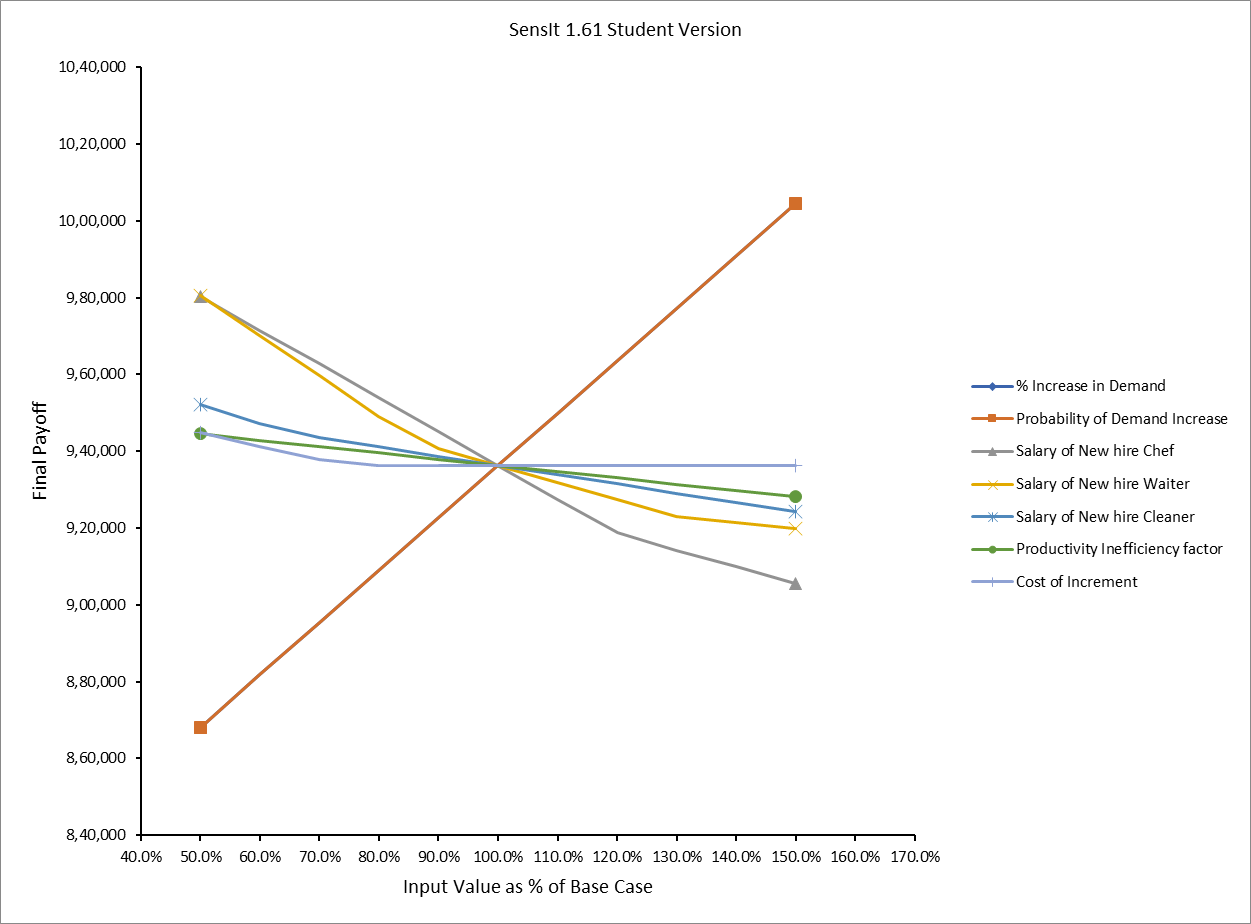 SensIt 1.61 Student Version
10,40,000
10,20,000
10,00,000
9,80,000
9,60,000
9,40,000
9,20,000
9,00,000
8,80,000
8,60,000
8,40,000
Final Payoff
40.0% 50.0% 60.0% 70.0% 80.0% 90.0% 100.0% 110.0% 120.0% 130.0% 140.0% 150.0% 160.0% 170.0%
Input Value as % of Base Case
% Increase in Demand
Probability of Demand Increase
Salary of New hire Chef
Salary of New hire Waiter
Salary of New hire Cleaner
Productivity Inefficiency factor
Cost of Increment